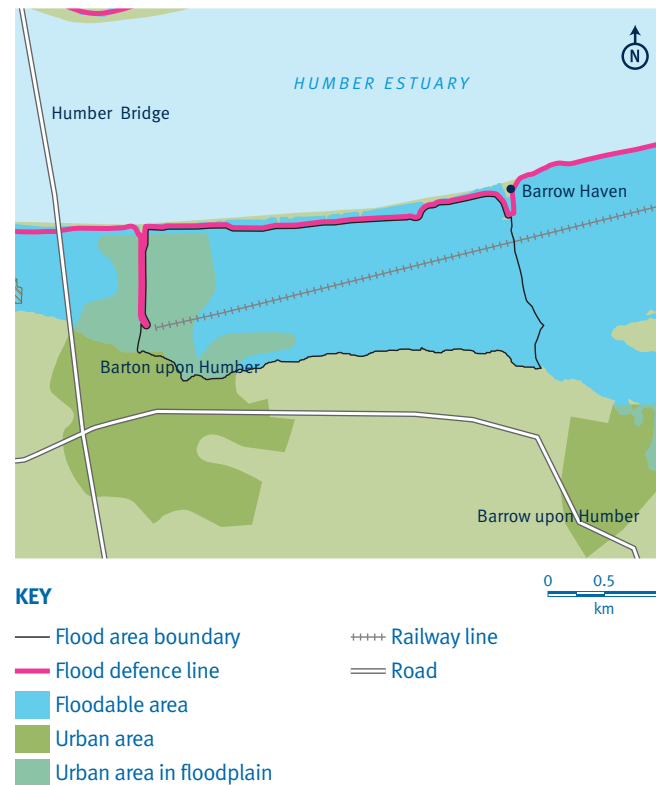 N
HUMBER ESTUARY
Humber Bridge
Barrow Haven
Barton upon Humber
Barrow upon Humber
0 0.5
km
KEY
Flood area boundary
Flood defence line
Floodable area
Urban area
Urban area in floodplain
Railway line
Road